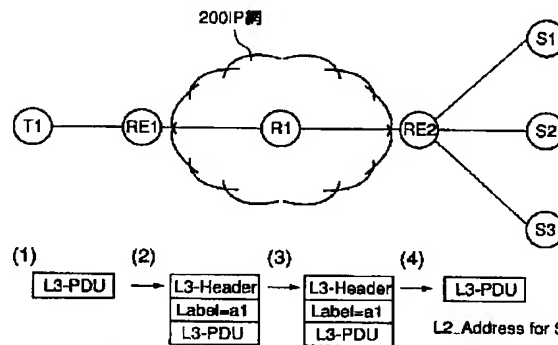 200IP網
S1
T1
RE1
R1
RE2
S2
S3
(1)
(2)
(3)
(4)
L3-PDU
L3-Header
L3-Header
L3-PDU
Label=a1
Label=a1
L3-PDU
L3-PDU
L2_Address for S